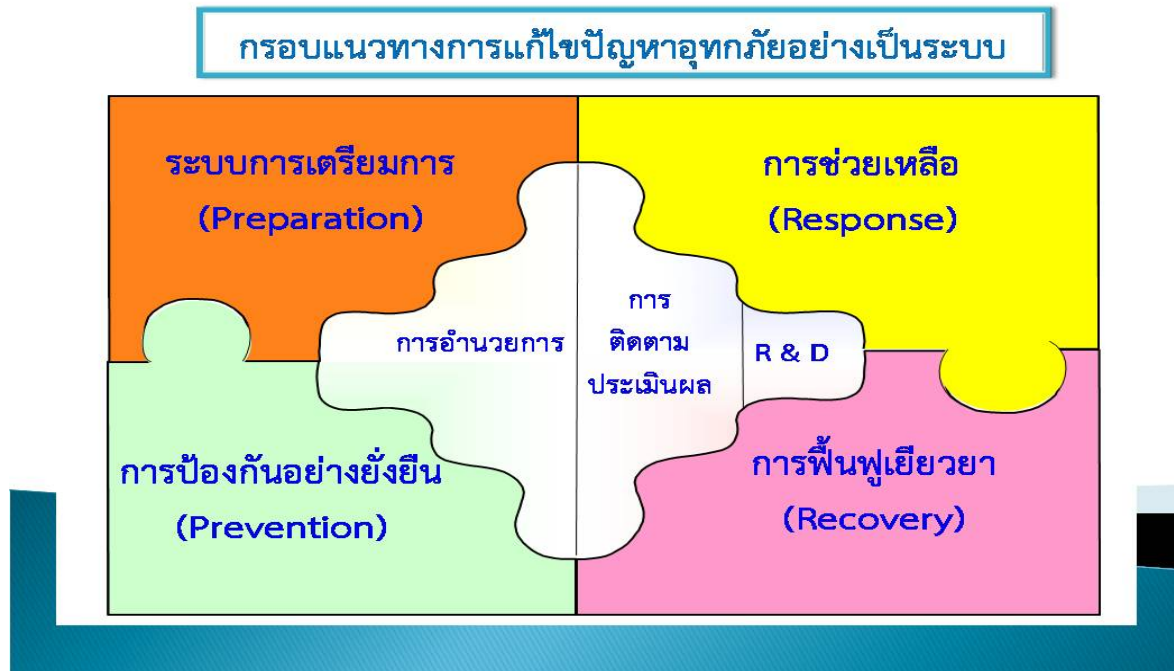 กรอบแนวทางการแก้ไขปัญหาอุทกภัยอย่างเป็นระบบ
ระบบการเตรียมการ
(Preparation)
การช่วยเหลือ
(Response)
การอำนวยการ
การ
ติดตาม
ประเมินผล
R & D
การป้องกันอย่างยั่งยืน
(Prevention)
การฟื้นฟูเยียวยา
(Recovery)